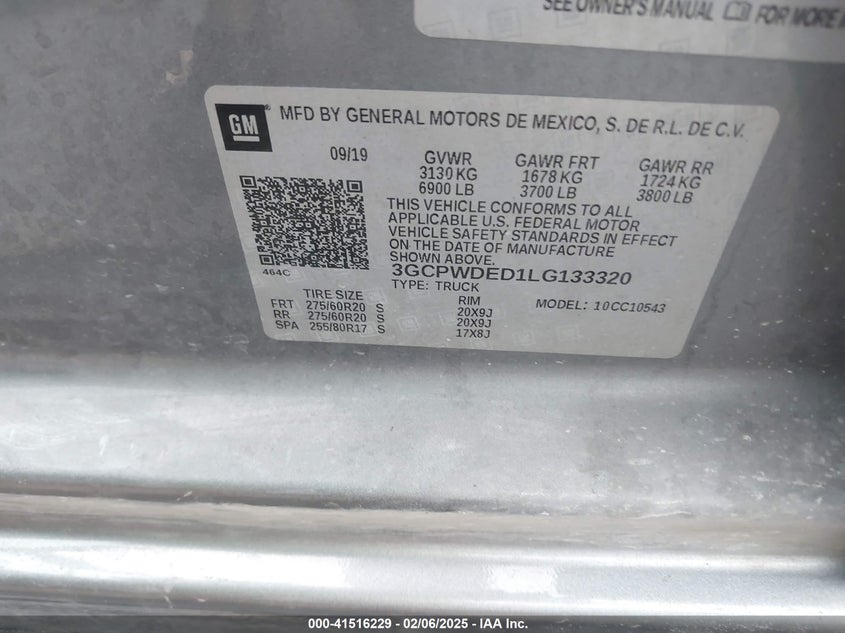 SEE OWNER'S MANUAL FOR MORE
GM
MFD BY GENERAL MOTORS DE MEXICO, S. DE R.L. DE C.V.
09/19 GVWR GAWR FRT GAWR RR
3130 KG 1678 KG 1724 KG
6900 LB 3700 LB 3800 LB
THIS VEHICLE CONFORMS TO ALL
APPLICABLE U.S. FEDERAL MOTOR
VEHICLE SAFETY STANDARDS IN EFFECT
ON THE DATE OF MANUFACTURE
SHOWN ABOVE.
464C
3GCPWDED1LG133320
TYPE: TRUCK
TIRE SIZE RIM MODEL: 10CC10543
FRT 275/60R20 S 20X9J
RR 275/60R20 S 20X9J
SPA 255/80R17 S 17X8J
000-41516229 - 02/06/2025 - IAA Inc.